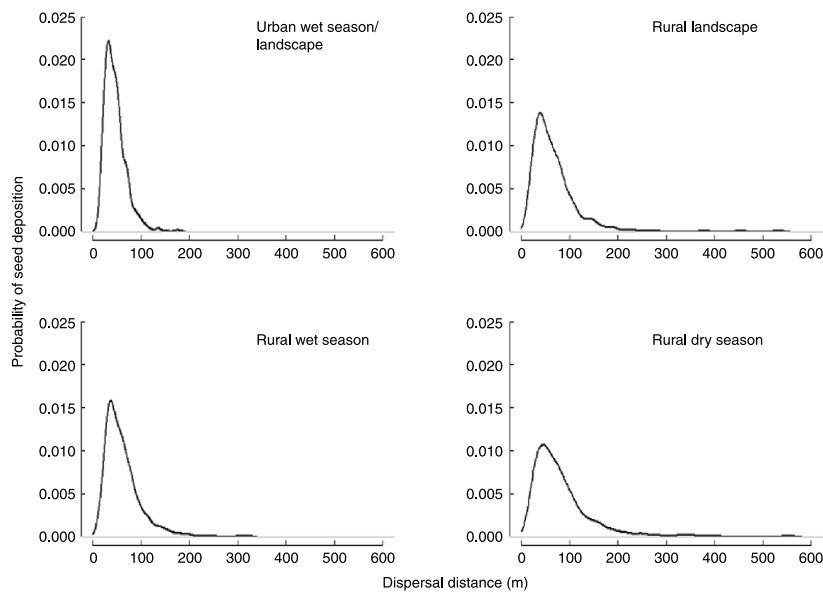 Probability of seed deposition
Urban wet season/
landscape
0.025
0.020
0.015
0.010
0.005
0.000
0 100 200 300 400 500 600
Rural landscape
0.025
0.020
0.015
0.010
0.005
0.000
0 100 200 300 400 500 600
Rural wet season
0.025
0.020
0.015
0.010
0.005
0.000
0 100 200 300 400 500 600
Rural dry season
0.025
0.020
0.015
0.010
0.005
0.000
0 100 200 300 400 500 600
Dispersal distance (m)